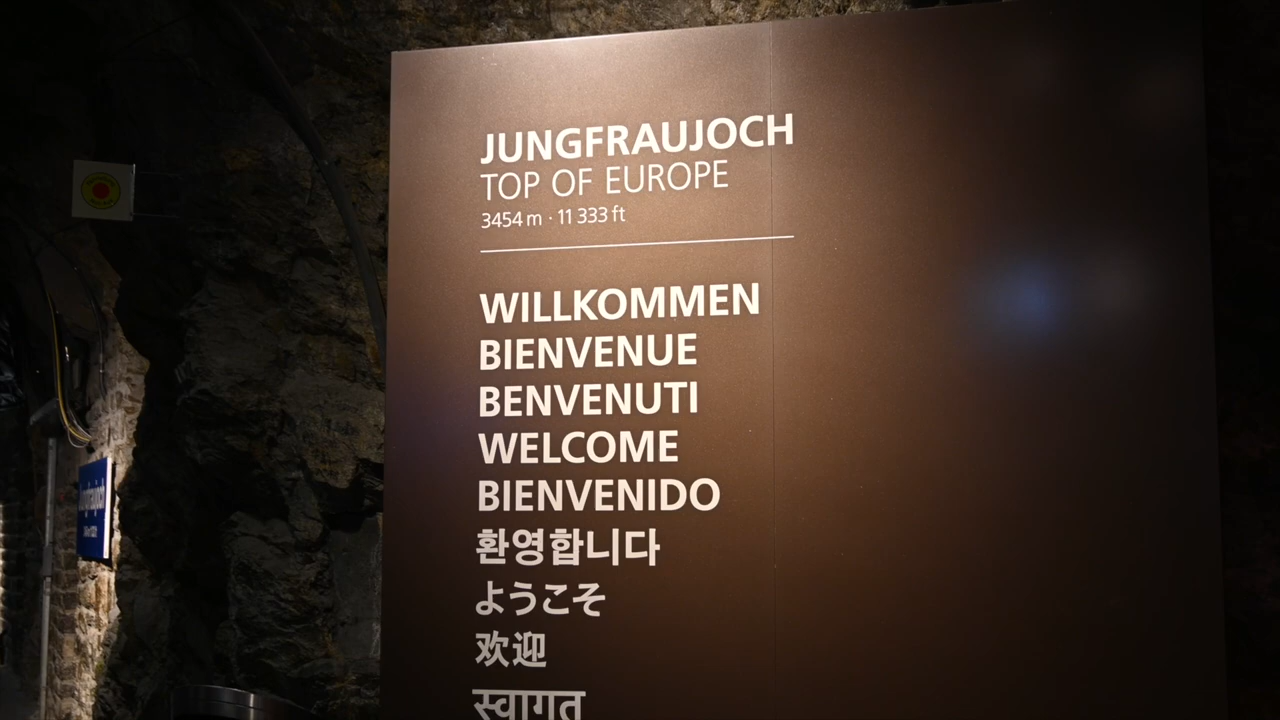 JUNGFRAUJOCH
TOP OF EUROPE
3454 m · 11 333 ft
WILLKOMMEN
BIENVENUE
BENVENUTI
WELCOME
BIENVENIDO
환영합니다
ようこそ
欢迎
स्वागत
Jungfraujoch